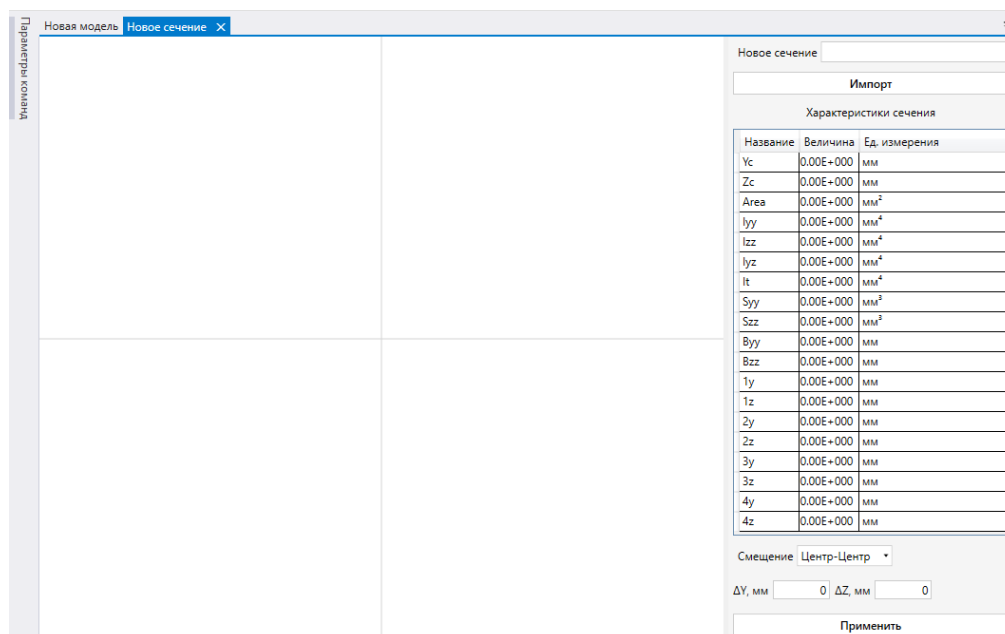 Параметры команд
Новая модель Новое сечение ×
Новое сечение
Импорт
Характеристики сечения
Название Величина Ед. измерения
Yc 0.00E+000 мм
Zc 0.00E+000 мм
Area 0.00E+000 мм²
Iyy 0.00E+000 мм⁴
Izz 0.00E+000 мм⁴
Iyz 0.00E+000 мм⁴
It 0.00E+000 мм⁴
Syy 0.00E+000 мм³
Szz 0.00E+000 мм³
Byy 0.00E+000 мм
Bzz 0.00E+000 мм
1y 0.00E+000 мм
1z 0.00E+000 мм
2y 0.00E+000 мм
2z 0.00E+000 мм
3y 0.00E+000 мм
3z 0.00E+000 мм
4y 0.00E+000 мм
4z 0.00E+000 мм
Смещение Центр-Центр
ΔY, мм 0 ΔZ, мм 0
Применить